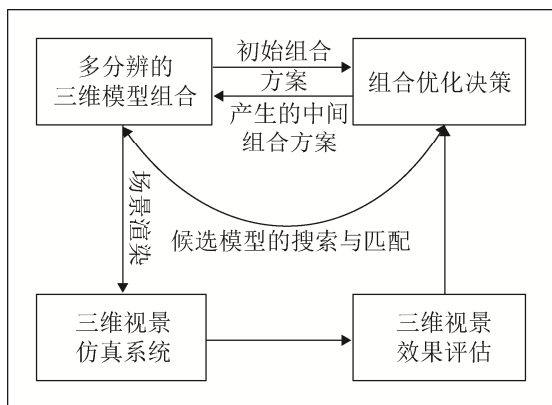 多分辨的
三维模型组合
初始组合
方案
产生的中间
组合方案
组合优化决策
场景渲染
候选模型的搜索与匹配
三维视景
仿真系统
三维视景
效果评估